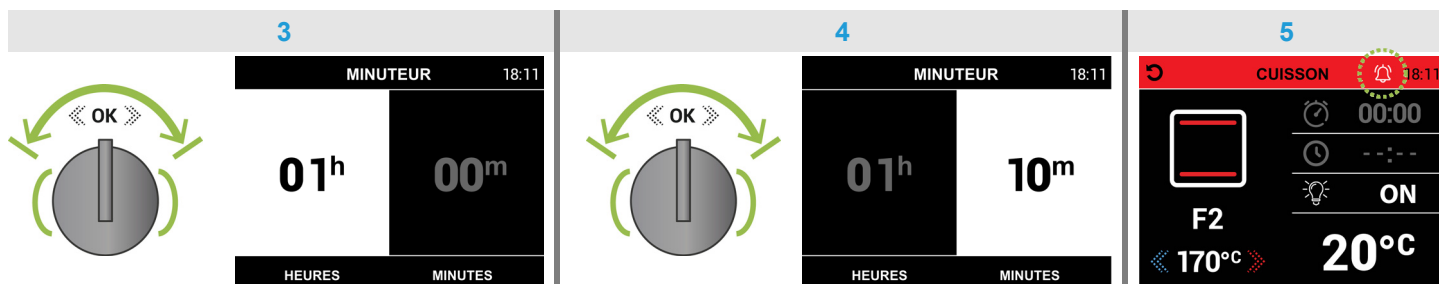 3
4
5
OK
MINUTEUR 18:11
01h 00m
HEURES MINUTES
OK
MINUTEUR 18:11
01h 10m
HEURES MINUTES
CUISSON 18:11
00:00
--:--
ON
F2
170°C
20°C